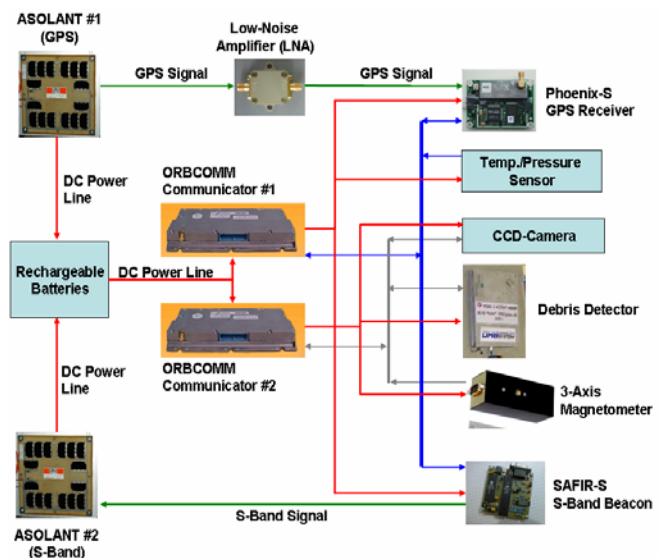 ASOLANT #1
(GPS)
Low-Noise
Amplifier (LNA)
GPS Signal
GPS Signal
Phoenix-S
GPS Receiver
DC Power
Line
ORBCOMM
Communicator #1
Temp./Pressure
Sensor
CCD-Camera
Rechargeable
Batteries
DC Power Line
Debris Detector
DC Power
Line
ORBCOMM
Communicator #2
3-Axis
Magnetometer
SAFIR-S
S-Band Beacon
S-Band Signal
ASOLANT #2
(S-Band)